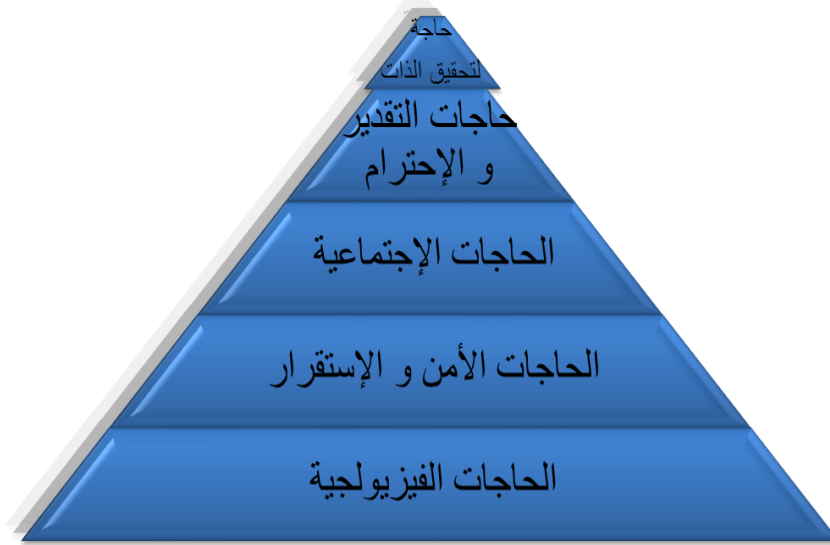 حاجة
لتحقيق الذات
حاجات التقدير
و الإحترام
الحاجات الإجتماعية
الحاجات الأمن و الإستقرار
الحاجات الفيزيولجية